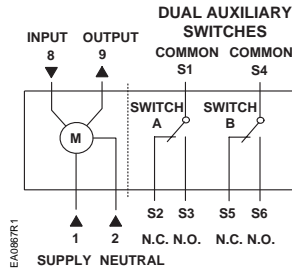 DUAL AUXILIARY
SWITCHES
INPUT OUTPUT COMMON COMMON
8 9 S1 S4
SWITCH SWITCH
A B
M
1 2 S2 S3 S5 S6
N.C. N.O. N.C. N.O.
SUPPLY NEUTRAL
EA0867R1